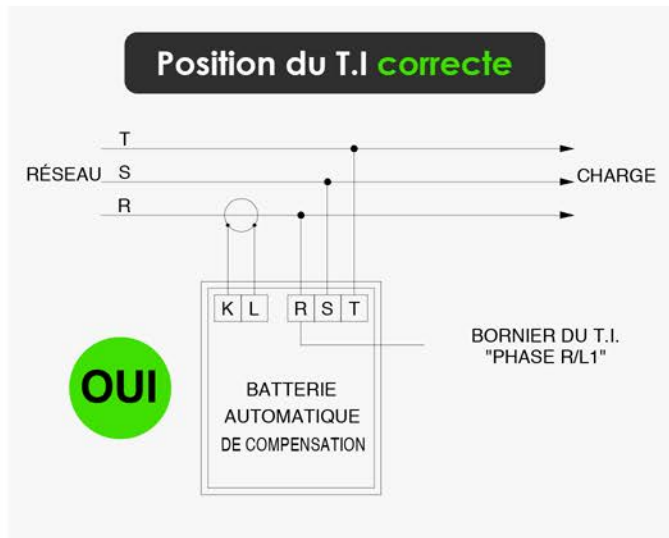 Position du T.I correcte
T
RÉSEAU S CHARGE
R
K L R S T
BORNIER DU T.I.
"PHASE R/L1"
OUI
BATTERIE
AUTOMATIQUE
DE COMPENSATION